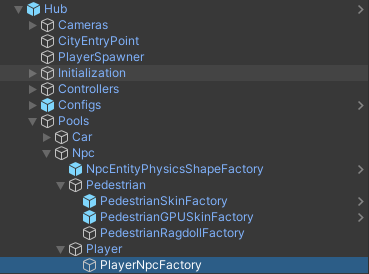 Hub
Cameras
CityEntryPoint
PlayerSpawner
Initialization
Controllers
Configs
Pools
Car
Npc
NpcEntityPhysicsShapeFactory
Pedestrian
PedestrianSkinFactory
PedestrianGPUSkinFactory
PedestrianRagdollFactory
Player
PlayerNpcFactory